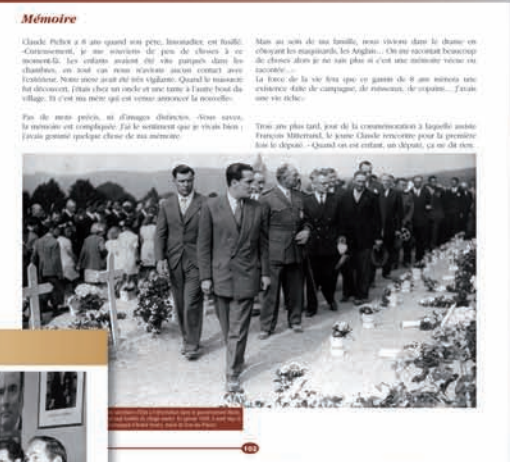 Mémoire
Claude Pichot a 8 ans quand son père, limonadier, est fusillé.
«Curieusement, je me souviens de peu de choses à ce
moment-là. Les enfants avaient été vite parqués dans les
chambres, en tout cas nous n'avions aucun contact avec
l'extérieur. Notre mère avait été très vigilante. Quand le massacre
fut découvert, j'étais chez un oncle et une tante à l'autre bout du
village. Et c'est ma mère qui est venue annoncer la nouvelle».
Pas de mots précis, ni d'images distinctes. «Vous savez,
la mémoire est compliquée. J'ai le sentiment que je vivais bien :
j'avais gommé quelque chose de ma mémoire.
Mais au sein de ma famille, nous vivions dans le drame en
côtoyant les maquisards, les Anglais... On me racontait beaucoup
de choses alors je ne sais plus si c'est une mémoire vécue ou
racontée...
La force de la vie fera que ce gamin de 8 ans mènera une
existence «faite de campagne, de ruisseaux, de copains... J'avais
une vie riche».
Trois ans plus tard, jour de la commémoration à laquelle assiste
François Mitterrand, le jeune Claude rencontre pour la première
fois le député. «Quand on est enfant, un député, ça ne dit rien.
102